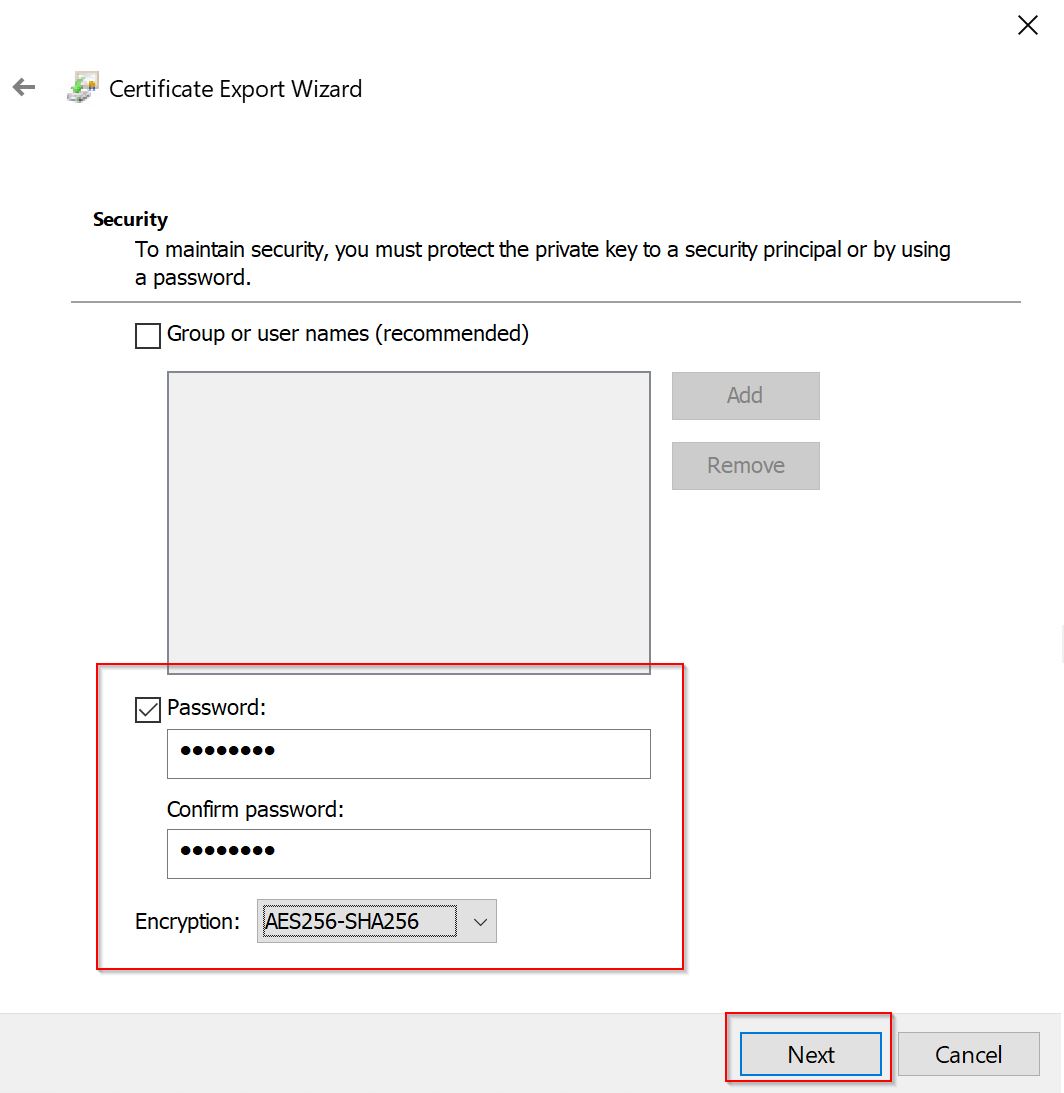 Certificate Export Wizard
Security
To maintain security, you must protect the private key to a security principal or by using
a password.
Group or user names (recommended)
Add
Remove
Password:
●●●●●●●●
Confirm password:
●●●●●●●●
Encryption: AES256-SHA256
Next Cancel